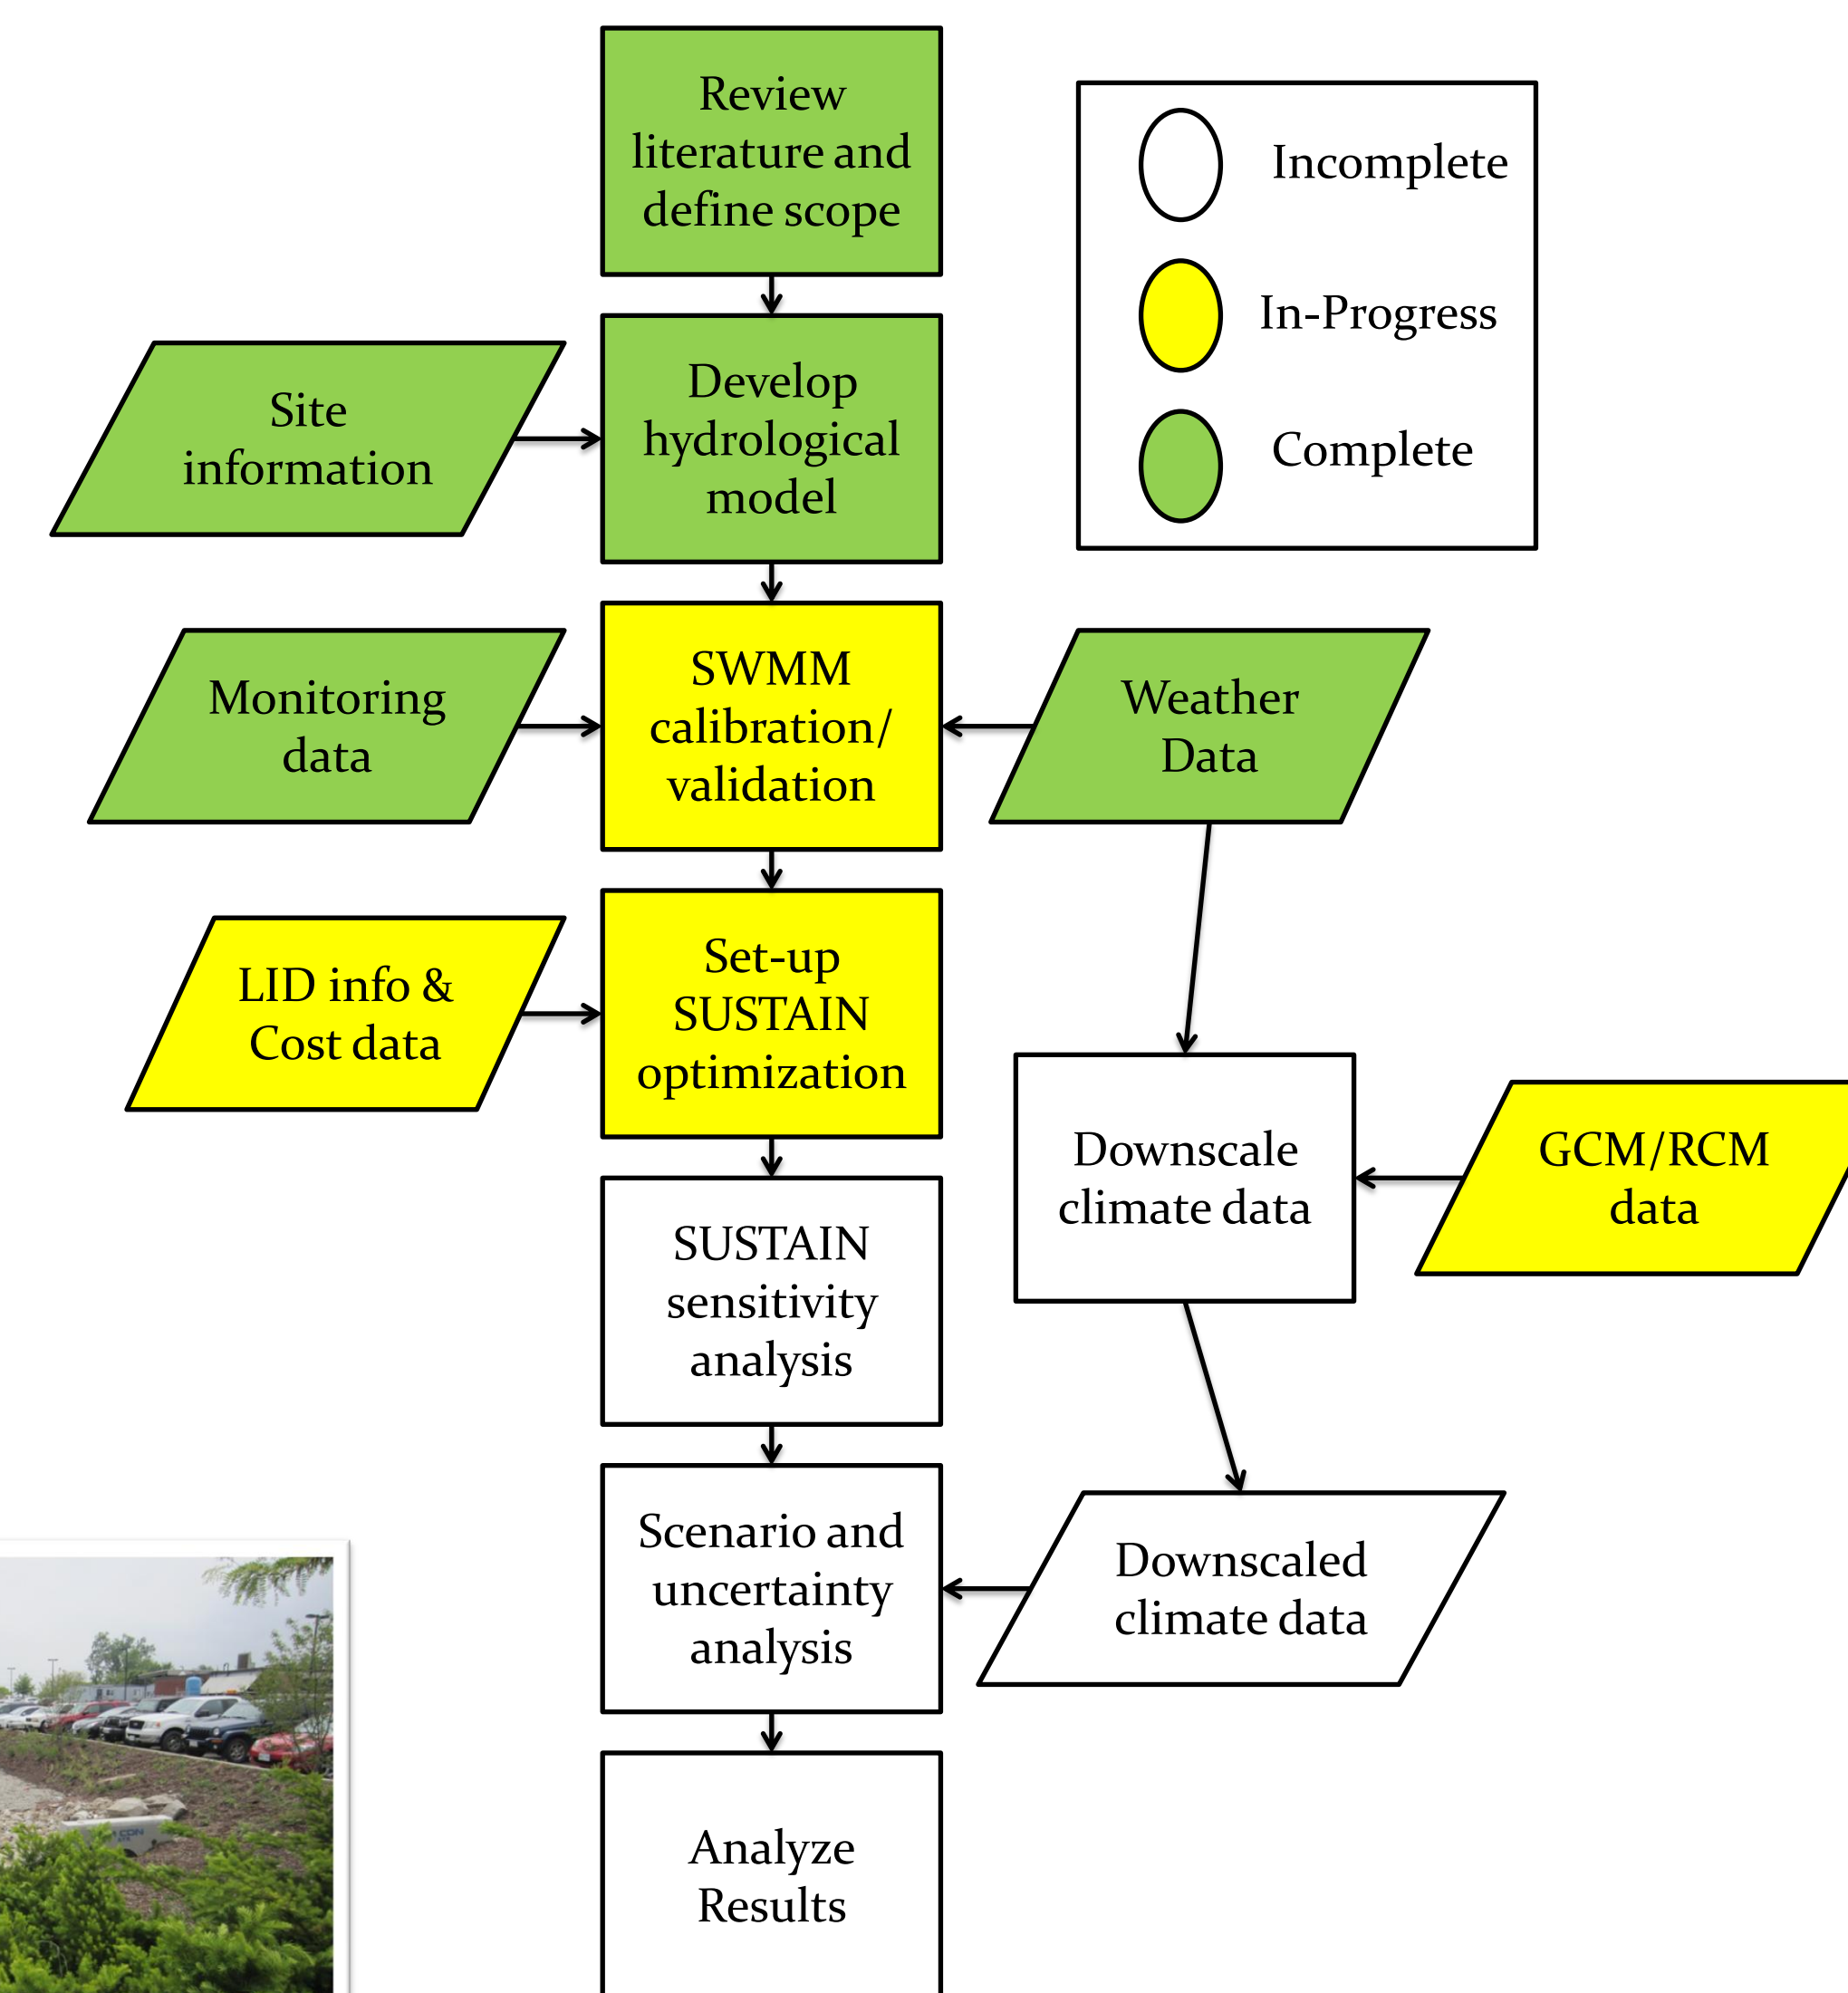 Review
literature and
define scope
Incomplete
In-Progress
Complete
Site
information
Develop
hydrological
model
Monitoring
data
SWMM
calibration/
validation
Weather
Data
LID info &
Cost data
Set-up
SUSTAIN
optimization
Downscale
climate data
GCM/RCM
data
SUSTAIN
sensitivity
analysis
Scenario and
uncertainty
analysis
Downscaled
climate data
Analyze
Results